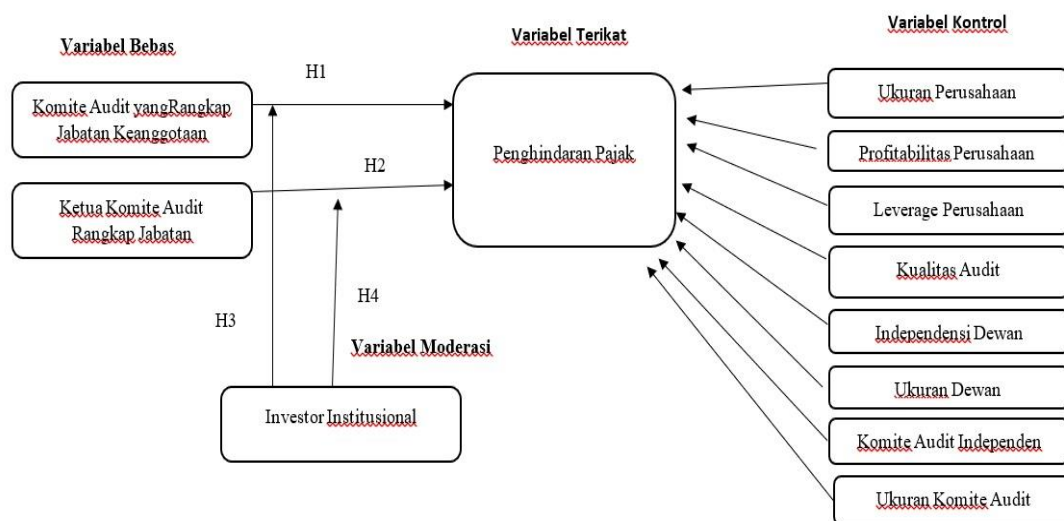 Variabel Bebas
Variabel Terikat
Variabel Kontrol
H1
Komite Audit yangRangkap
Jabatan Keanggotaan
H2
Ketua Komite Audit
Rangkap Jabatan
Penghindaran Pajak
H3
H4
Variabel Moderasi
Investor Institusional
Ukuran Perusahaan
Profitabilitas Perusahaan
Leverage Perusahaan
Kualitas Audit
Independensi Dewan
Ukuran Dewan
Komite Audit Independen
Ukuran Komite Audit